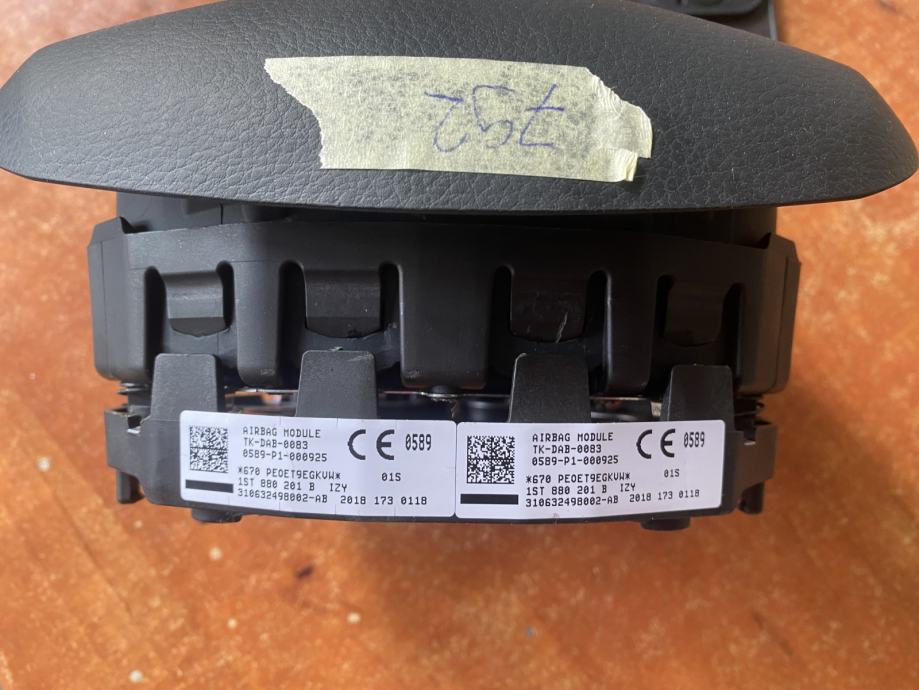 792
AIRBAG MODULE
TK-DAB-0083
0589-P1-000925
CE 0589
*670 PEOET9EGKVW* 01S
1ST 880 201 B IZY
310632498002-AB 2018 173 0118
AIRBAG MODULE
TK-DAB-0083
0589-P1-000925
CE 0589
*670 PEOET9EGKVW* 01S
1ST 880 201 B IZY
310632498002-AB 2018 173 0118